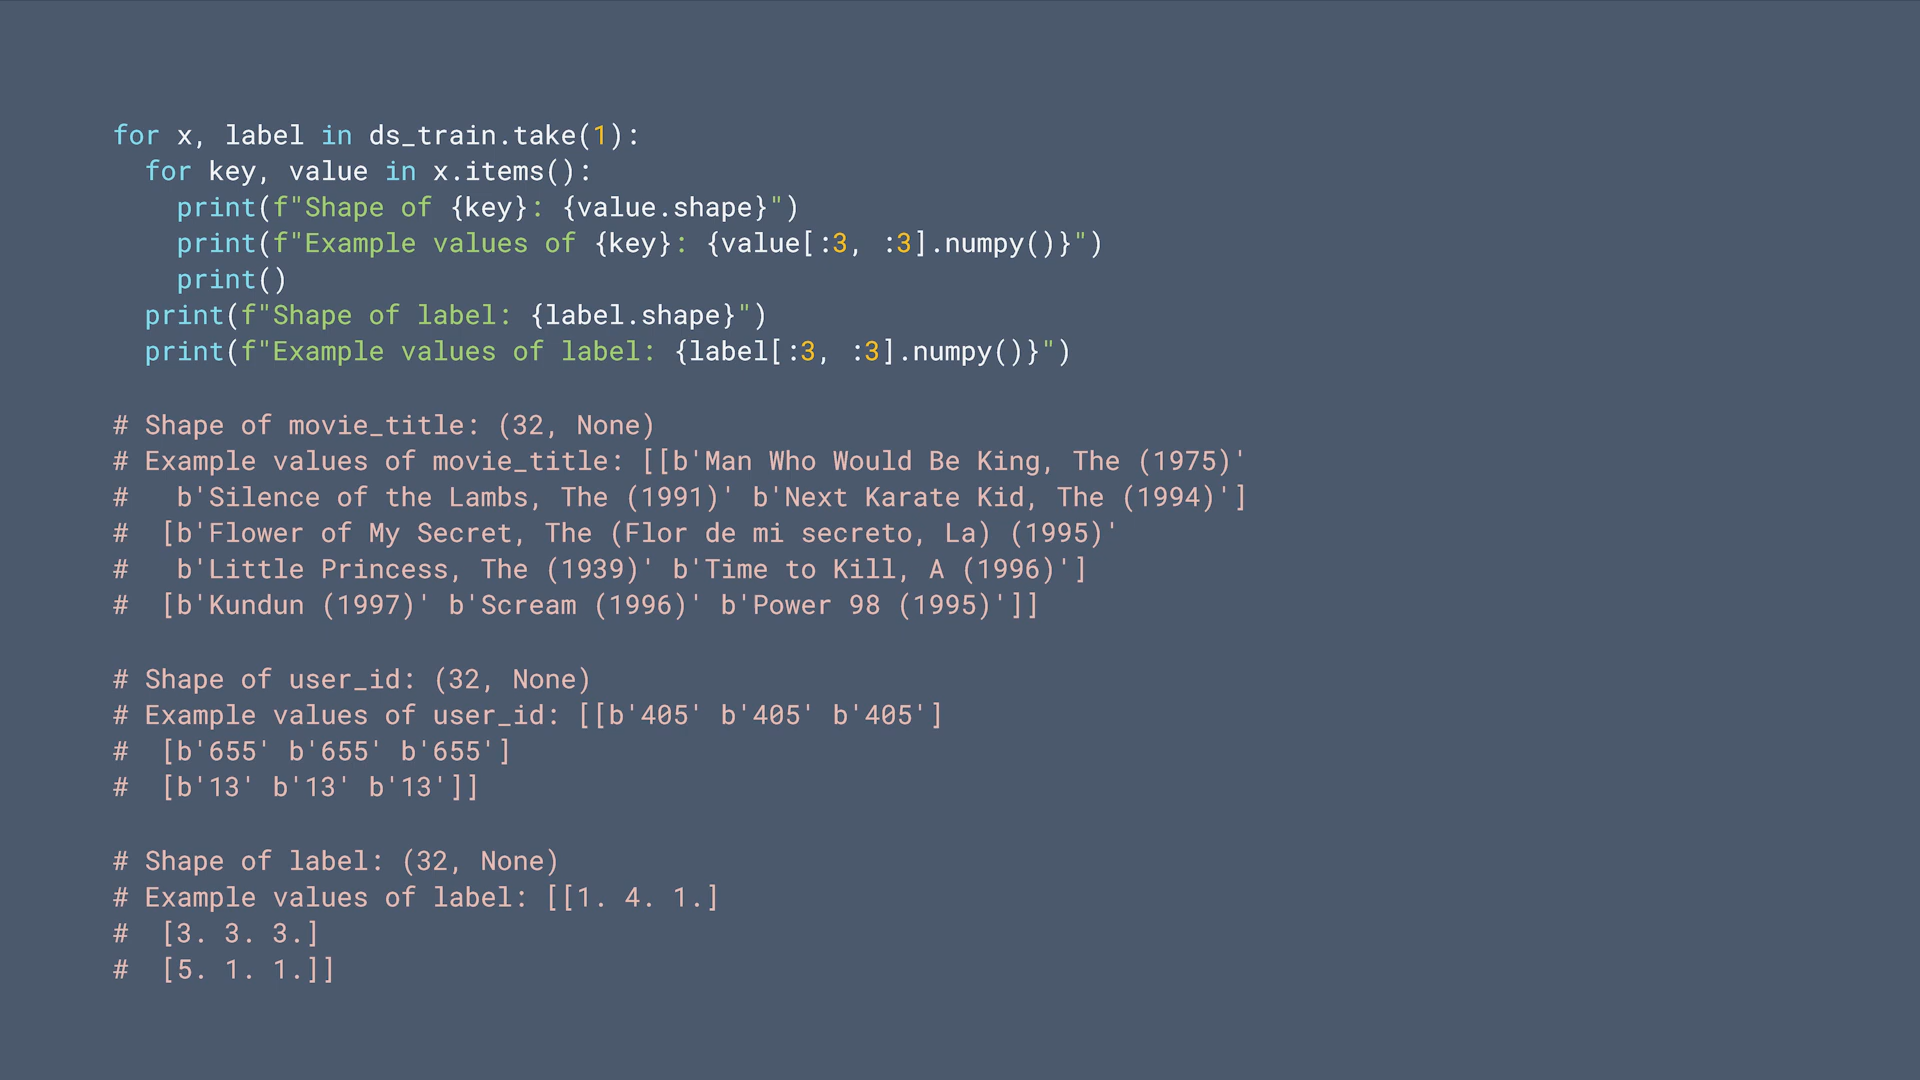 for x, label in ds_train.take(1):
  for key, value in x.items():
    print(f"Shape of {key}: {value.shape}")
    print(f"Example values of {key}: {value[:3, :3].numpy()}")
    print()
  print(f"Shape of label: {label.shape}")
  print(f"Example values of label: {label[:3, :3].numpy()}")

# Shape of movie_title: (32, None)
# Example values of movie_title: [[b'Man Who Would Be King, The (1975)'
#   b'Silence of the Lambs, The (1991)' b'Next Karate Kid, The (1994)']
#  [b'Flower of My Secret, The (Flor de mi secreto, La) (1995)'
#   b'Little Princess, The (1939)' b'Time to Kill, A (1996)']
#  [b'Kundun (1997)' b'Scream (1996)' b'Power 98 (1995)']]

# Shape of user_id: (32, None)
# Example values of user_id: [[b'405' b'405' b'405']
#  [b'655' b'655' b'655']
#  [b'13' b'13' b'13']]

# Shape of label: (32, None)
# Example values of label: [[1. 4. 1.]
#  [3. 3. 3.]
#  [5. 1. 1.]]